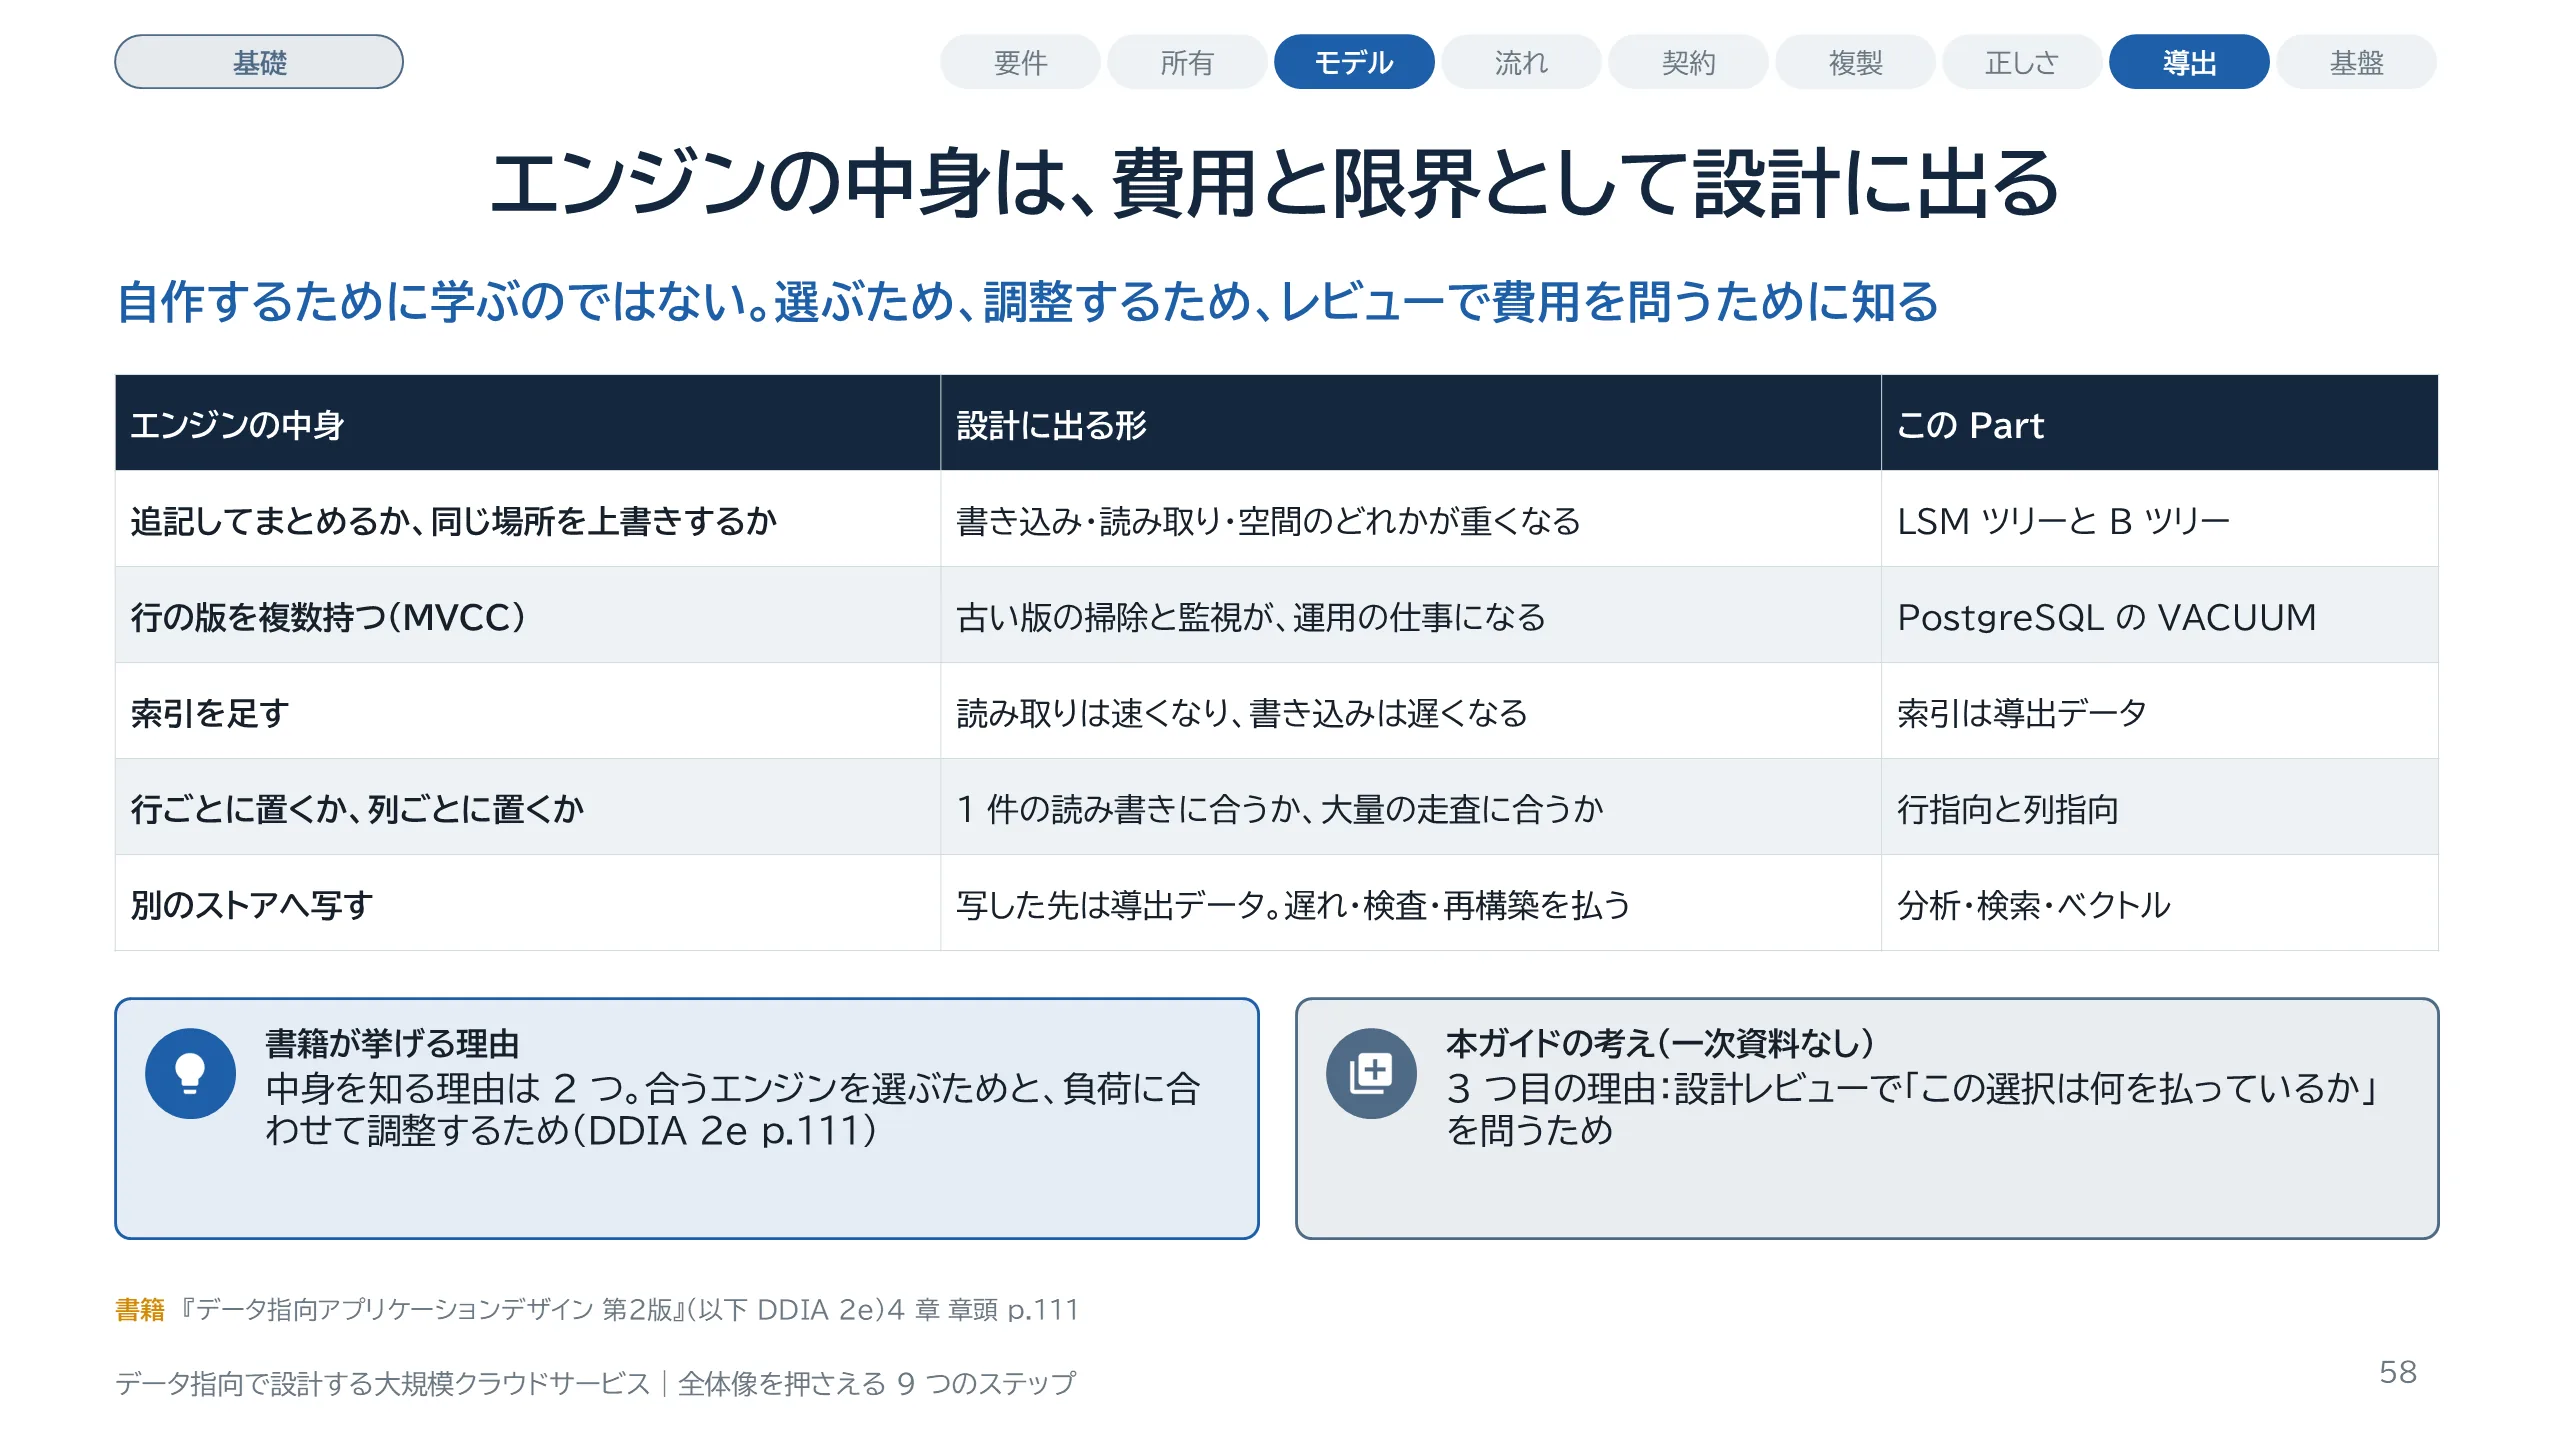 基礎
要件
所有
モデル
流れ
契約
複製
正しさ
導出
基盤
エンジンの中身は、費用と限界として設計に出る
自作するために学ぶのではない。選ぶため、調整するため、レビューで費用を問うために知る
エンジンの中身
設計に出る形
この Part
追記してまとめるか、同じ場所を上書きするか
書き込み・読み取り・空間のどれかが重くなる
LSM ツリーと B ツリー
行の版を複数持つ（MVCC）
古い版の掃除と監視が、運用の仕事になる
PostgreSQL の VACUUM
索引を足す
読み取りは速くなり、書き込みは遅くなる
索引は導出データ
行ごとに置くか、列ごとに置くか
1 件の読み書きに合うか、大量の走査に合うか
行指向と列指向
別のストアへ写す
写した先は導出データ。遅れ・検査・再構築を払う
分析・検索・ベクトル
書籍が挙げる理由
中身を知る理由は 2 つ。合うエンジンを選ぶためと、負荷に合
わせて調整するため（DDIA 2e p.111）
本ガイドの考え（一次資料なし）
3 つ目の理由：設計レビューで「この選択は何を払っているか」
を問うため
書籍 『データ指向アプリケーションデザイン 第2版』（以下 DDIA 2e）4 章 章頭 p.111
データ指向で設計する大規模クラウドサービス｜全体像を押さえる 9 つのステップ
58